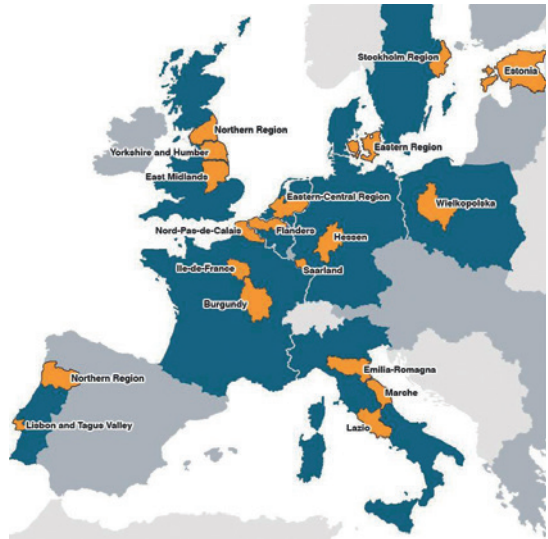 Stockholm Region
Estonia
Northern Region
Yorkshire and Humber
Eastern Region
East Midlands
Eastern-Central Region
Wielkopolska
Nord-Pas-de-Calais
Flanders
Hessen
Ile-de-France
Saarland
Burgundy
Emilia-Romagna
Northern Region
Marche
Lisbon and Tagus Valley
Lazio